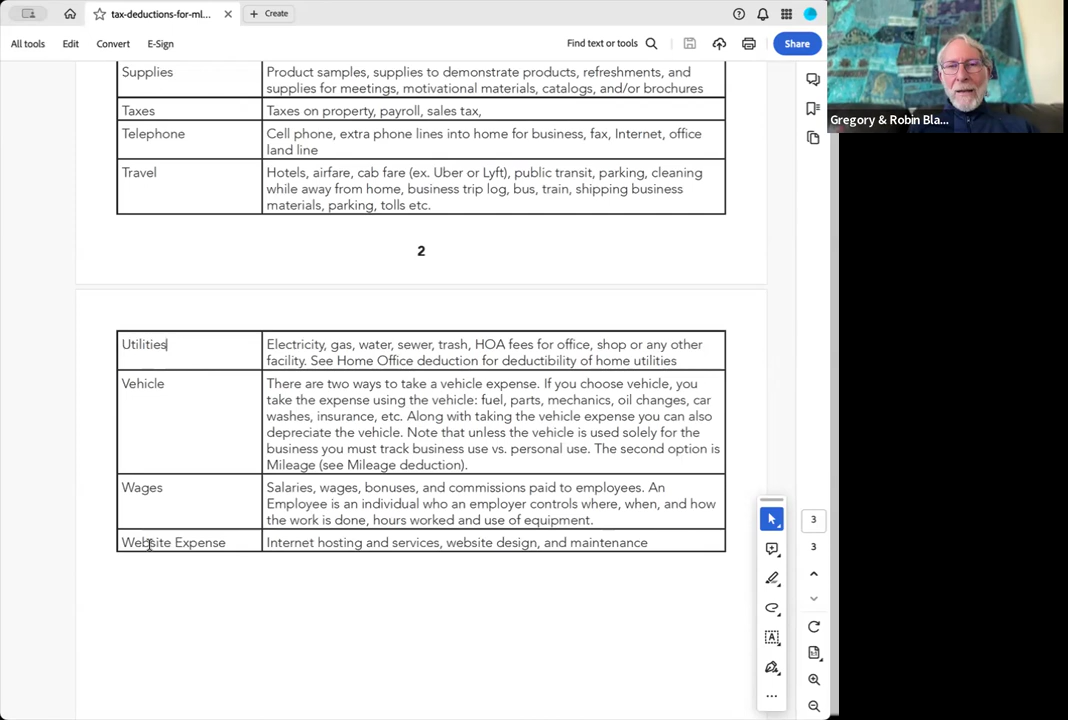 tax-deductions-for-ml...
Create
All tools
Edit
Convert
E-Sign
Find text or tools
Share
Supplies
Product samples, supplies to demonstrate products, refreshments, and
supplies for meetings, motivational materials, catalogs, and/or brochures
Taxes
Taxes on property, payroll, sales tax,
Telephone
Cell phone, extra phone lines into home for business, fax, Internet, office
land line
Travel
Hotels, airfare, cab fare (ex. Uber or Lyft), public transit, parking, cleaning
while away from home, business trip log, bus, train, shipping business
materials, parking, tolls etc.
2
Utilities
Electricity, gas, water, sewer, trash, HOA fees for office, shop or any other
facility. See Home Office deduction for deductibility of home utilities
Vehicle
There are two ways to take a vehicle expense. If you choose vehicle, you
take the expense using the vehicle: fuel, parts, mechanics, oil changes, car
washes, insurance, etc. Along with taking the vehicle expense you can also
depreciate the vehicle. Note that unless the vehicle is used solely for the
business you must track business use vs. personal use. The second option is
Mileage (see Mileage deduction).
Wages
Salaries, wages, bonuses, and commissions paid to employees. An
Employee is an individual who an employer controls where, when, and how
the work is done, hours worked and use of equipment.
Website Expense
Internet hosting and services, website design, and maintenance
3
3
Gregory & Robin Bla...